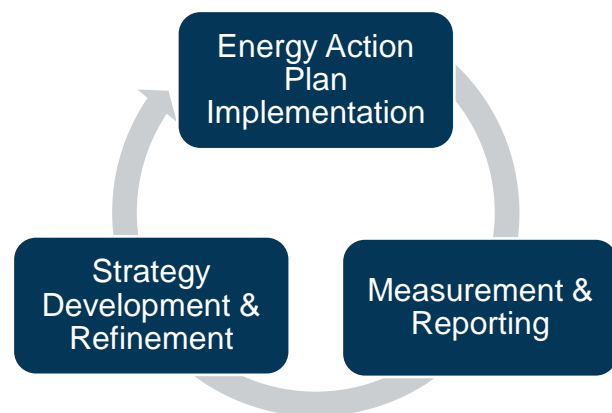 Energy Action
Plan
Implementation
Strategy
Development &
Refinement
Measurement &
Reporting